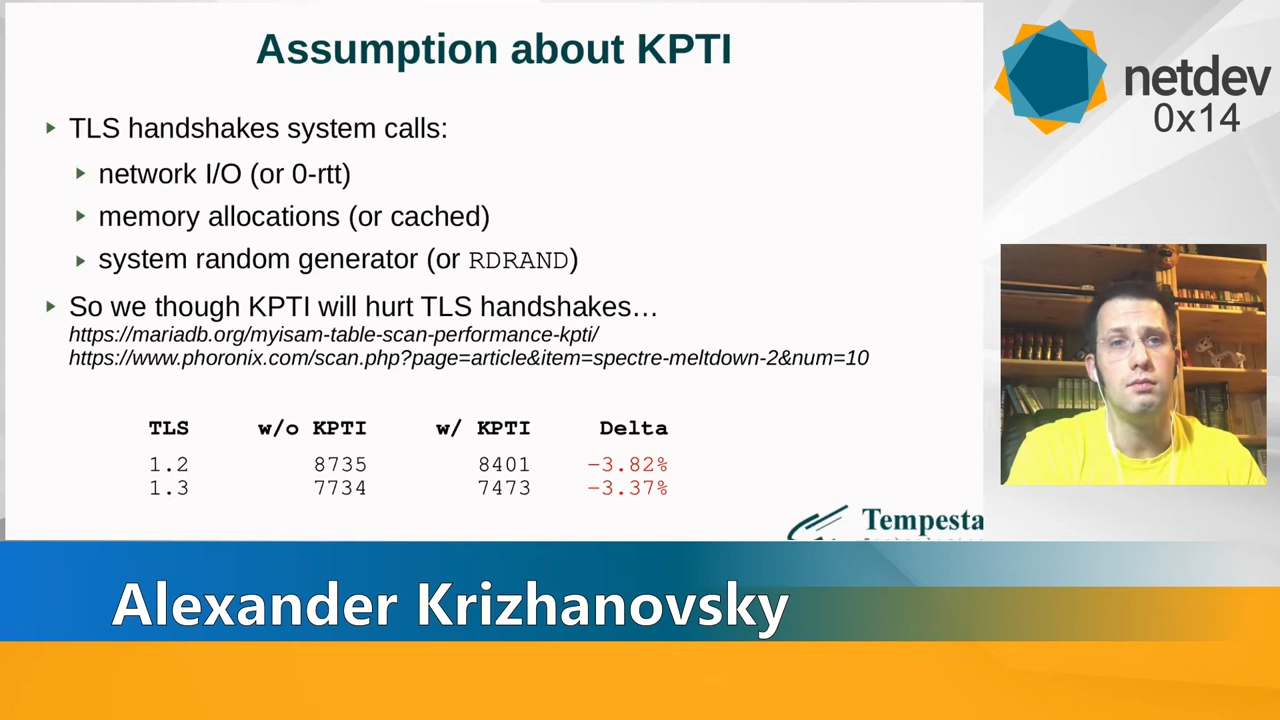 Assumption about KPTI
TLS handshakes system calls:
network I/O (or 0-rtt)
memory allocations (or cached)
system random generator (or RDRAND)
So we though KPTI will hurt TLS handshakes…
https://mariadb.org/myisam-table-scan-performance-kpti/
https://www.phoronix.com/scan.php?page=article&item=spectre-meltdown-2&num=10
TLS w/o KPTI w/ KPTI Delta
1.2 8735 8401 −3.82%
1.3 7734 7473 −3.37%
Tempesta
netdev
0x14
Alexander Krizhanovsky